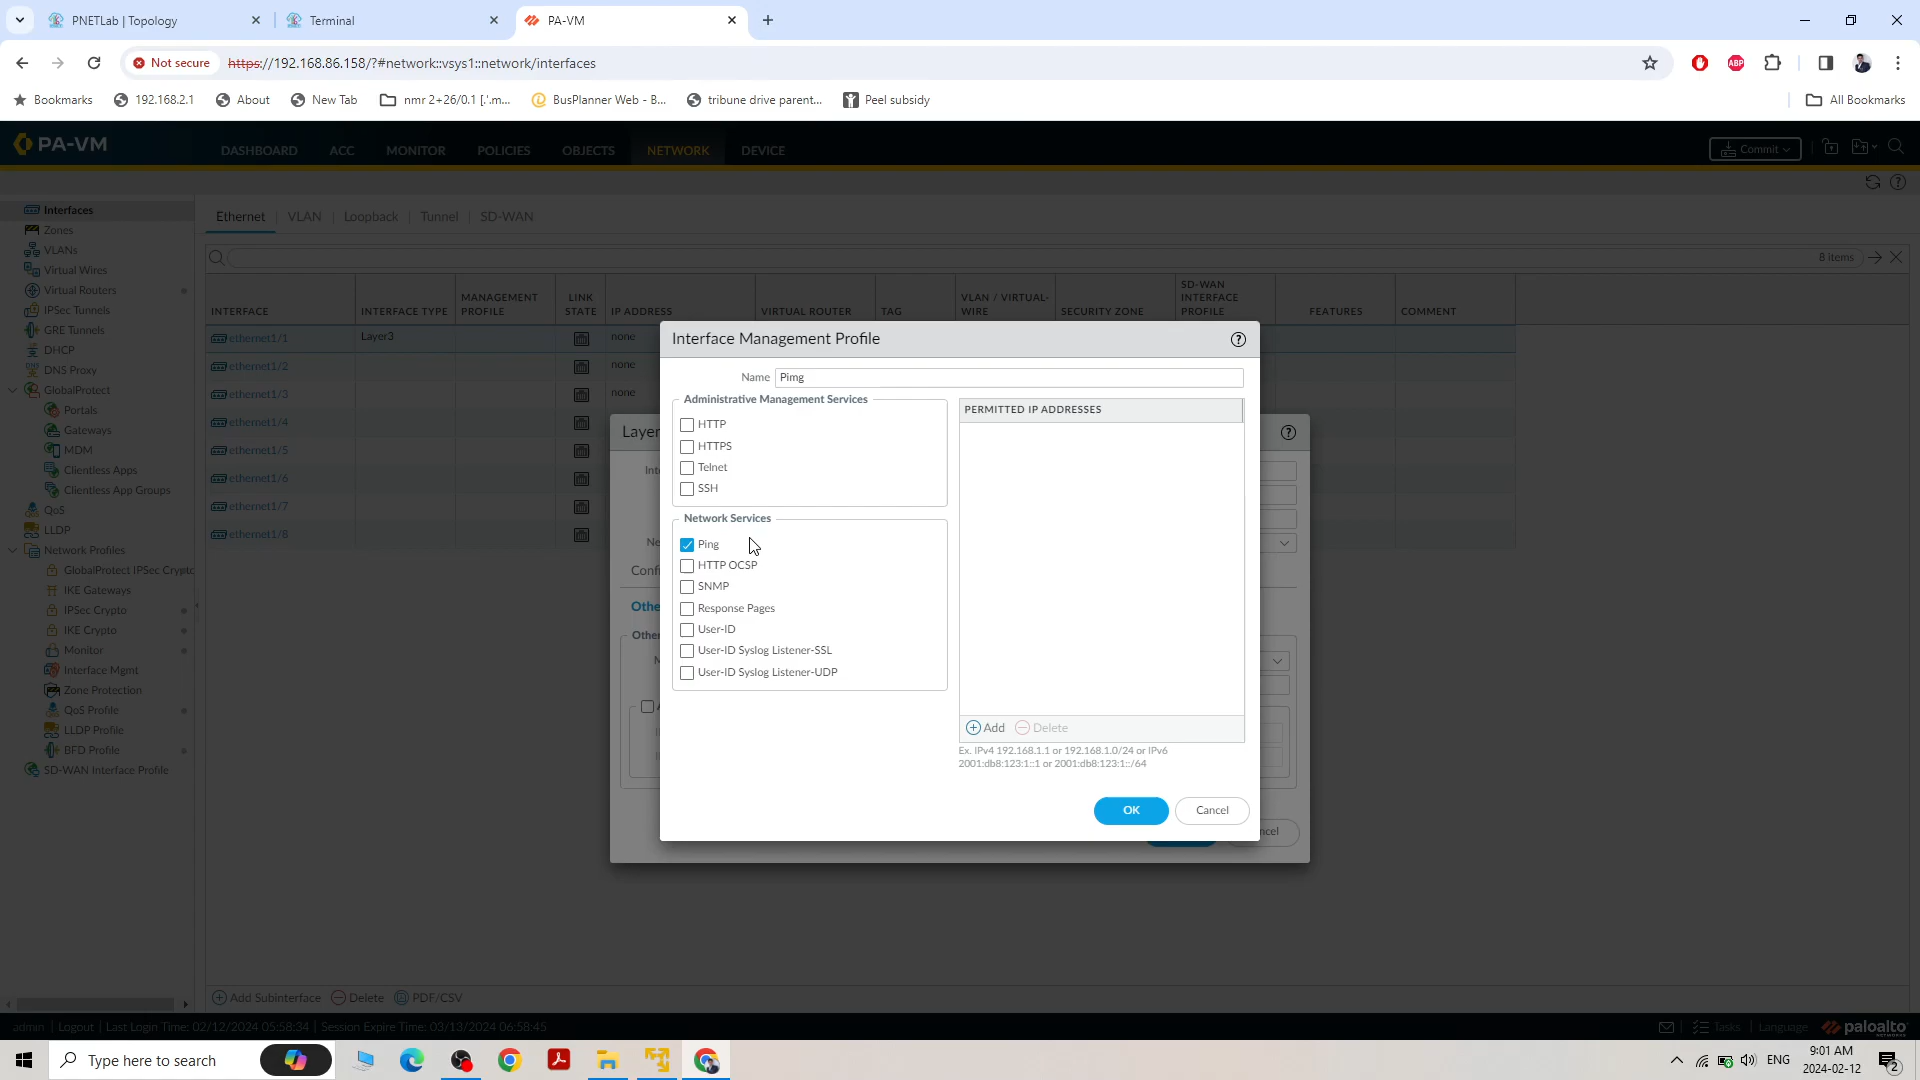 PNETLab | Topology
Terminal
PA-VM
Not secure
https://192.168.86.158/?#network::vsys1::network/interfaces
ABP
Bookmarks
192.168.2.1
About
New Tab
nmr 2+26/0.1 [.'.m...
BusPlanner Web - B...
tribune drive parent...
Peel subsidy
All Bookmarks
PA-VM
DASHBOARD
ACC
MONITOR
POLICIES
OBJECTS
NETWORK
DEVICE
Commit
Interfaces
Zones
VLANs
Virtual Wires
Virtual Routers
IPSec Tunnels
GRE Tunnels
DHCP
DNS Proxy
GlobalProtect
Portals
Gateways
MDM
Clientless Apps
Clientless App Groups
QoS
LLDP
Network Profiles
GlobalProtect IPSec Crypto
IKE Gateways
IPSec Crypto
IKE Crypto
Monitor
Interface Mgmt
Zone Protection
QoS Profile
LLDP Profile
BFD Profile
SD-WAN Interface Profile
Ethernet | VLAN | Loopback | Tunnel | SD-WAN
8 items
INTERFACE
INTERFACE TYPE
MANAGEMENT
PROFILE
LINK
STATE
IP ADDRESS
VIRTUAL ROUTER
TAG
VLAN / VIRTUAL-
WIRE
SECURITY ZONE
SD-WAN
INTERFACE
PROFILE
FEATURES
COMMENT
ethernet1/1
Layer3
none
ethernet1/2
none
ethernet1/3
none
ethernet1/4
ethernet1/5
ethernet1/6
ethernet1/7
ethernet1/8
Interface Management Profile
Name
Pimg
Administrative Management Services
HTTP
HTTPS
Telnet
SSH
Network Services
Ping
HTTP OCSP
SNMP
Response Pages
User-ID
User-ID Syslog Listener-SSL
User-ID Syslog Listener-UDP
PERMITTED IP ADDRESSES
Add
Delete
Ex. IPv4 192.168.1.1 or 192.168.1.0/24 or IPv6
2001:db8:123:1::1 or 2001:db8:123:1::/64
OK
Cancel
Add Subinterface
Delete
PDF/CSV
admin | Logout | Last Login Time: 02/12/2024 05:58:34 | Session Expire Time: 03/13/2024 06:58:45
Tasks | Language
paloalto
Type here to search
ENG
9:01 AM
2024-02-12
2